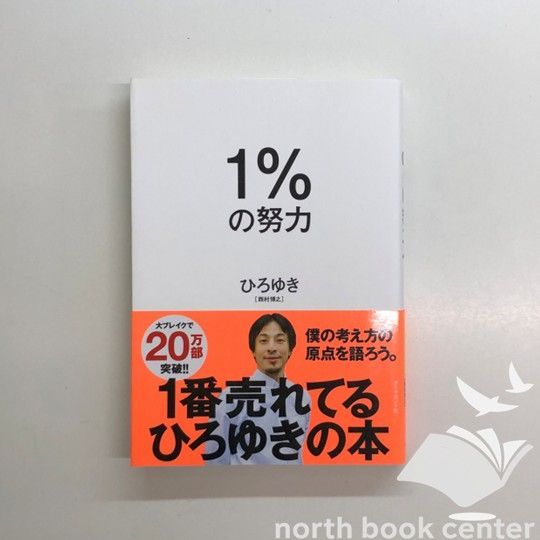 1%
の努力
ひろゆき
[西村博之]
大ブレイクで
20万部
突破!!
僕の考え方の
原点を語ろう。
1番売れてる
ひろゆきの本
north book center